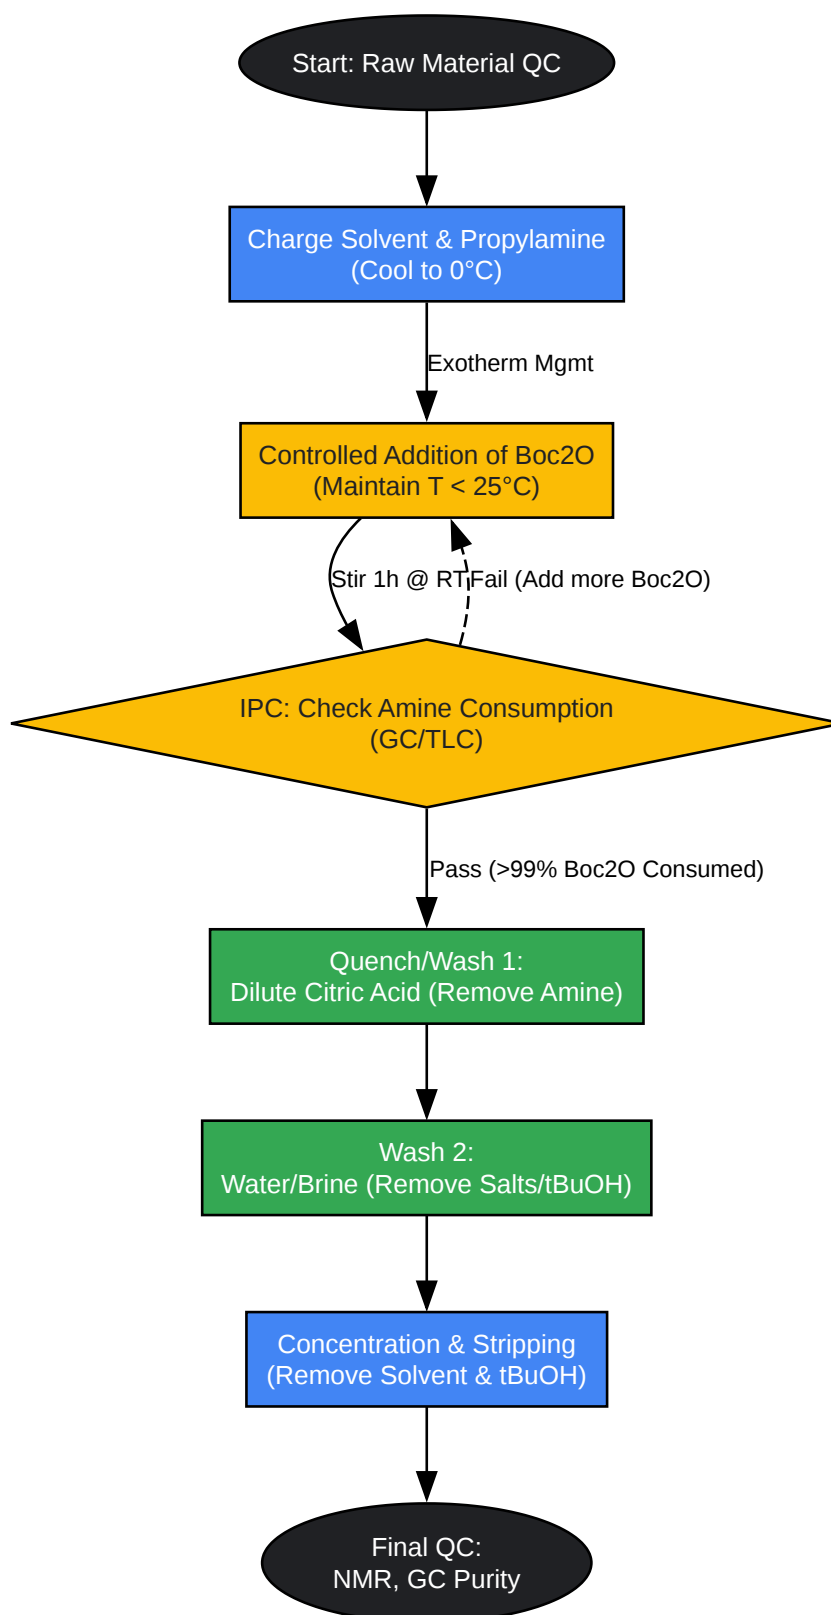 Start: Raw Material QC
Charge Solvent & Propylamine
(Cool to 0°C)
Exotherm Mgmt
Controlled Addition of Boc2O
(Maintain T < 25°C)
Stir 1h @ RT
Fail (Add more Boc2O)
IPC: Check Amine Consumption
(GC/TLC)
Pass (>99% Boc2O Consumed)
Quench/Wash 1:
Dilute Citric Acid (Remove Amine)
Wash 2:
Water/Brine (Remove Salts/tBuOH)
Concentration & Stripping
(Remove Solvent & tBuOH)
Final QC:
NMR, GC Purity